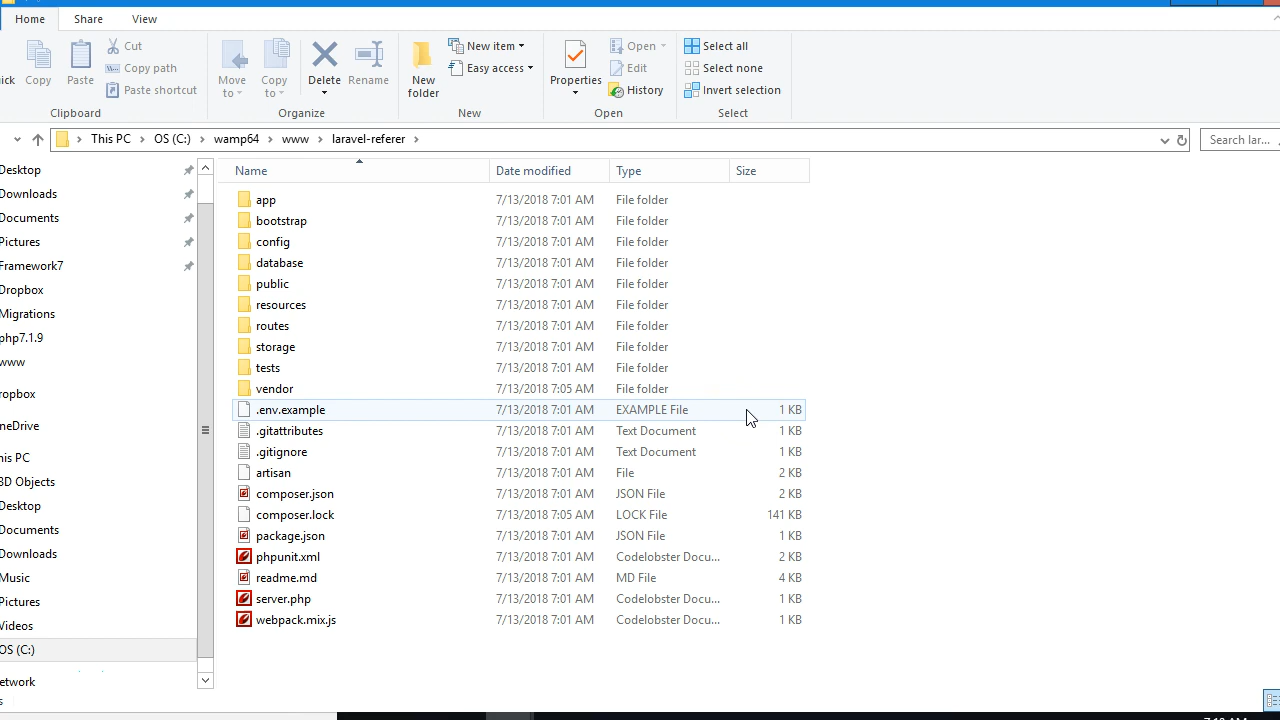 Home Share View
Copy Paste Cut Copy path Paste shortcut
Clipboard
Move to Copy to Delete Rename
Organize
New folder New item Easy access
New
Properties Open Edit History
Open
Select all Select none Invert selection
Select
This PC OS (C:) wamp64 www laravel-referer Search lar...
Name Date modified Type Size
app 7/13/2018 7:01 AM File folder
bootstrap 7/13/2018 7:01 AM File folder
config 7/13/2018 7:01 AM File folder
database 7/13/2018 7:01 AM File folder
public 7/13/2018 7:01 AM File folder
resources 7/13/2018 7:01 AM File folder
routes 7/13/2018 7:01 AM File folder
storage 7/13/2018 7:01 AM File folder
tests 7/13/2018 7:01 AM File folder
vendor 7/13/2018 7:05 AM File folder
.env.example 7/13/2018 7:01 AM EXAMPLE File 1 KB
.gitattributes 7/13/2018 7:01 AM Text Document 1 KB
.gitignore 7/13/2018 7:01 AM Text Document 1 KB
artisan 7/13/2018 7:01 AM File 2 KB
composer.json 7/13/2018 7:01 AM JSON File 2 KB
composer.lock 7/13/2018 7:05 AM LOCK File 141 KB
package.json 7/13/2018 7:01 AM JSON File 1 KB
phpunit.xml 7/13/2018 7:01 AM Codelobster Docu... 2 KB
readme.md 7/13/2018 7:01 AM MD File 4 KB
server.php 7/13/2018 7:01 AM Codelobster Docu... 1 KB
webpack.mix.js 7/13/2018 7:01 AM Codelobster Docu... 1 KB
Desktop
Downloads
Documents
Pictures
Framework7
Dropbox
Migrations
php7.1.9
www
ropbox
neDrive
his PC
3D Objects
Desktop
Documents
Downloads
Music
Pictures
Videos
OS (C:)
etwork